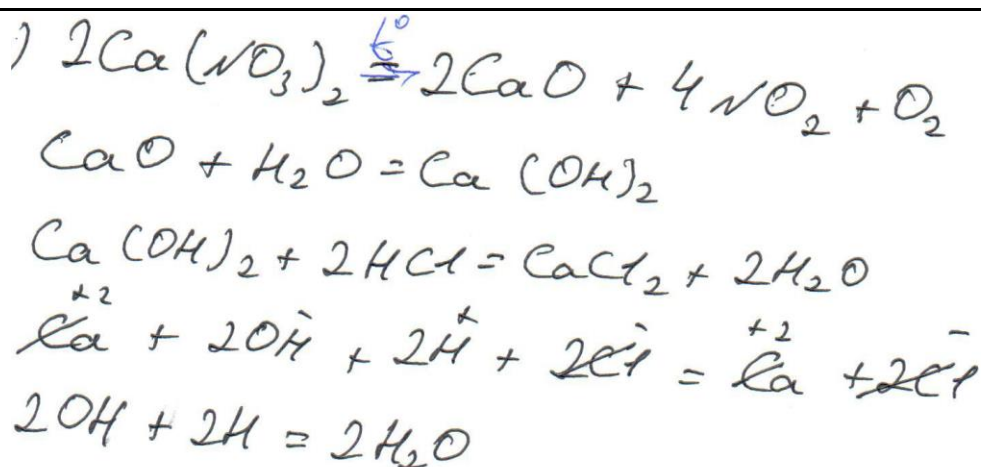 ) 2Ca(NO₃)₂ =t°→ 2CaO + 4NO₂ + O₂
CaO + H₂O = Ca(OH)₂
Ca(OH)₂ + 2HCl = CaCl₂ + 2H₂O
Ca⁺² + 2OH⁻ + 2H⁺ + 2Cl⁻ = Ca⁺² + 2Cl⁻
2OH + 2H = 2H₂O